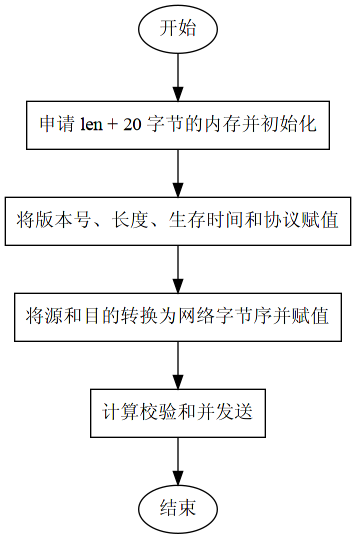 开始
申请 len + 20 字节的内存并初始化
将版本号、长度、生存时间和协议赋值
将源和目的转换为网络字节序并赋值
计算校验和并发送
结束